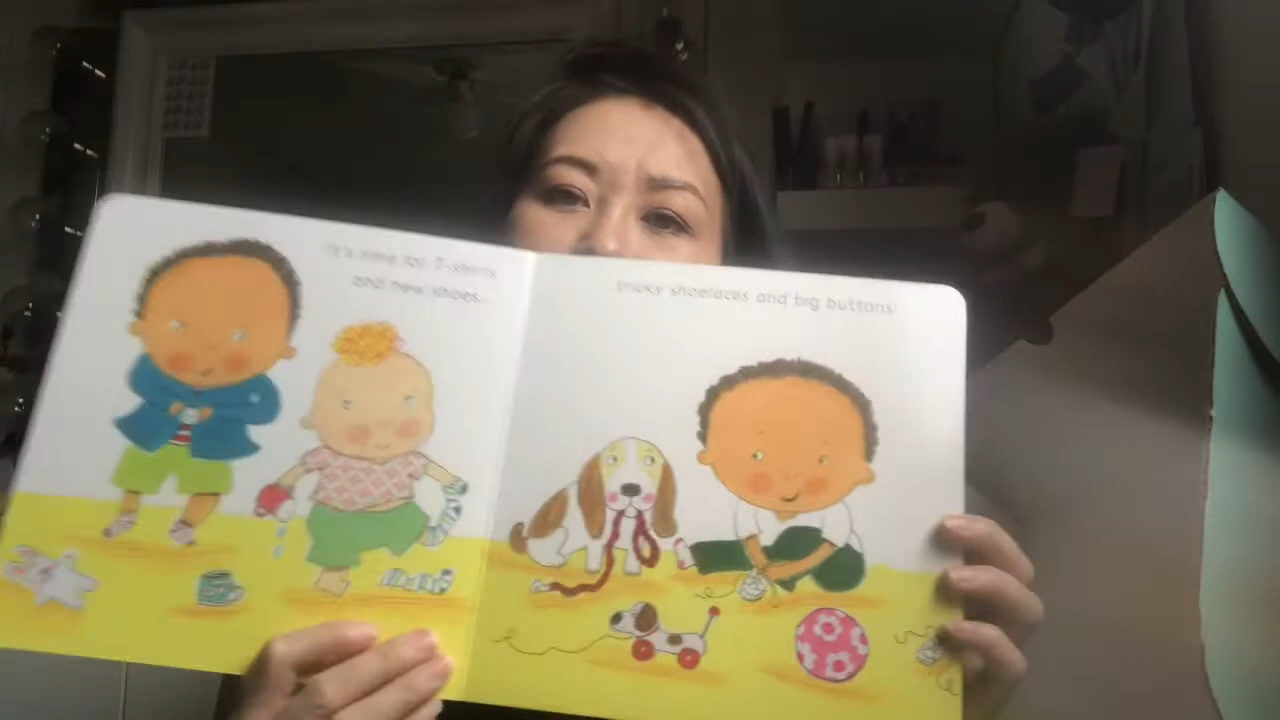 It's time for T-shirts
and new shoes...
tricky shoelaces and big buttons!